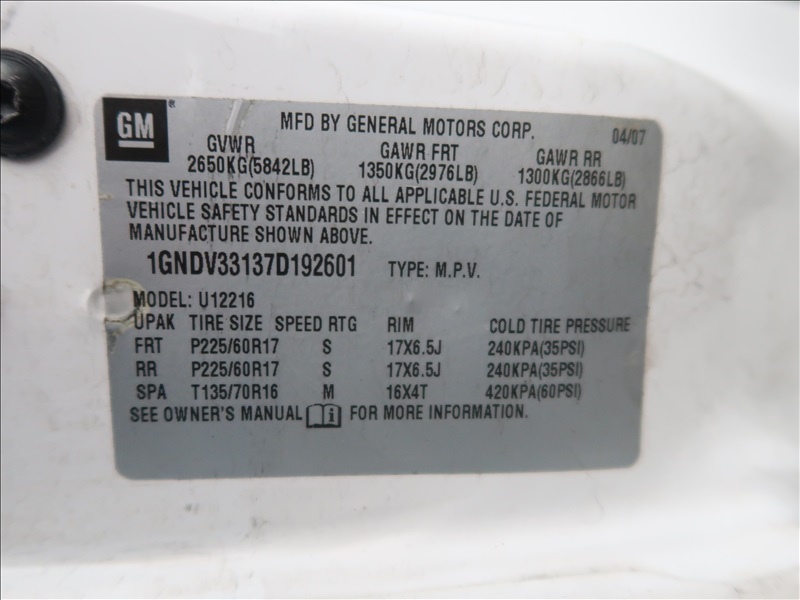 GM®
MFD BY GENERAL MOTORS CORP. 04/07
GVWR GAWR FRT GAWR RR
2650KG(5842LB) 1350KG(2976LB) 1300KG(2866LB)
THIS VEHICLE CONFORMS TO ALL APPLICABLE U.S. FEDERAL MOTOR
VEHICLE SAFETY STANDARDS IN EFFECT ON THE DATE OF
MANUFACTURE SHOWN ABOVE.
1GNDV33137D192601 TYPE: M.P.V.
MODEL: U12216
UPAK TIRE SIZE SPEED RTG RIM COLD TIRE PRESSURE
FRT P225/60R17 S 17X6.5J 240KPA(35PSI)
RR P225/60R17 S 17X6.5J 240KPA(35PSI)
SPA T135/70R16 M 16X4T 420KPA(60PSI)
SEE OWNER'S MANUAL i FOR MORE INFORMATION.